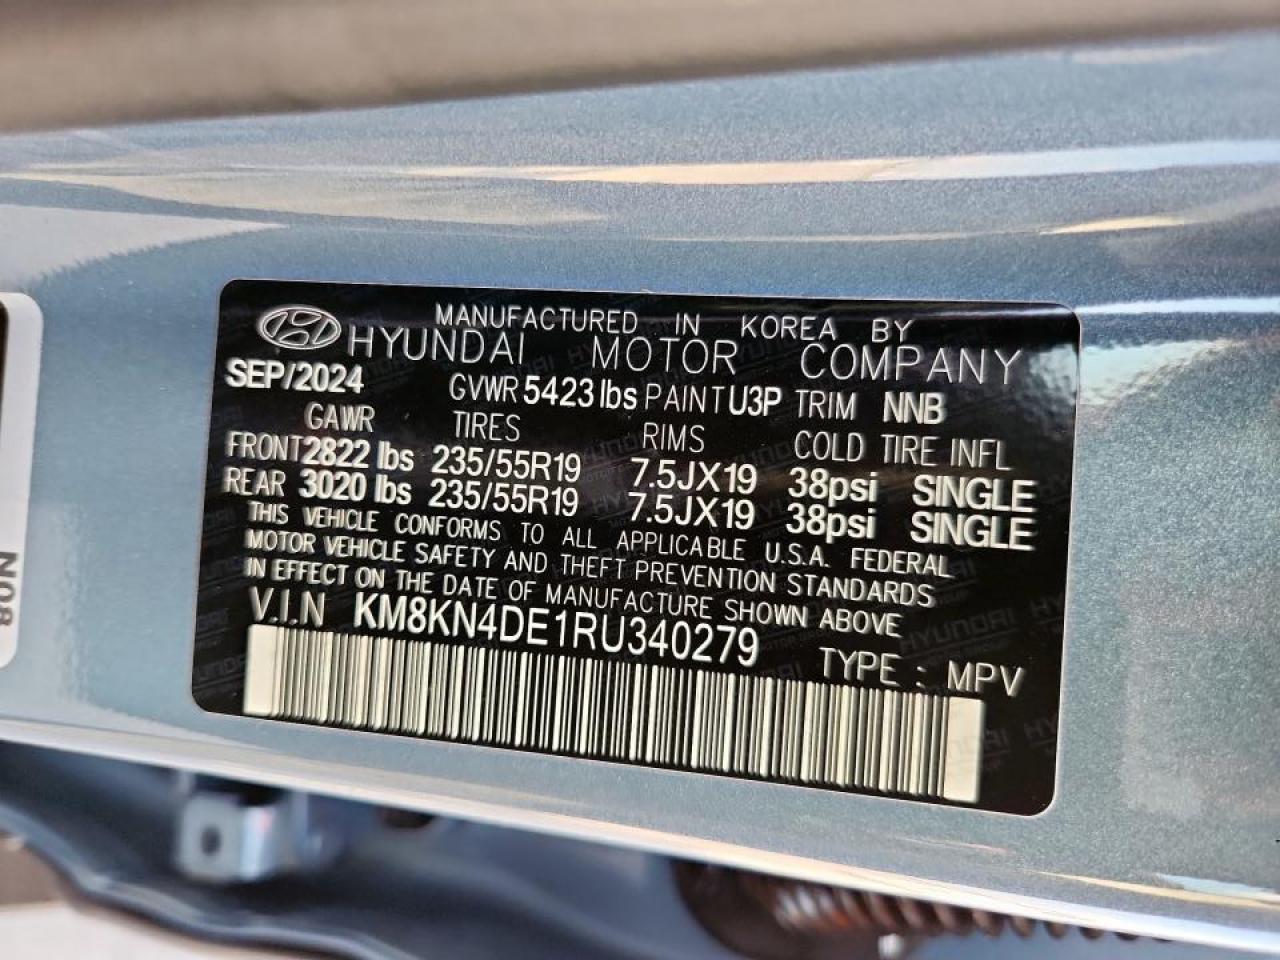 MANUFACTURED IN KOREA BY
HYUNDAI MOTOR COMPANY
SEP/2024 GVWR 5423 lbs PAINT U3P TRIM NNB
GAWR TIRES RIMS COLD TIRE INFL
FRONT 2822 lbs 235/55R19 7.5JX19 38psi SINGLE
REAR 3020 lbs 235/55R19 7.5JX19 38psi SINGLE
THIS VEHICLE CONFORMS TO ALL APPLICABLE U.S.A. FEDERAL
MOTOR VEHICLE SAFETY AND THEFT PREVENTION STANDARDS
IN EFFECT ON THE DATE OF MANUFACTURE SHOWN ABOVE
V.I.N KM8KN4DE1RU340279 TYPE : MPV
N08